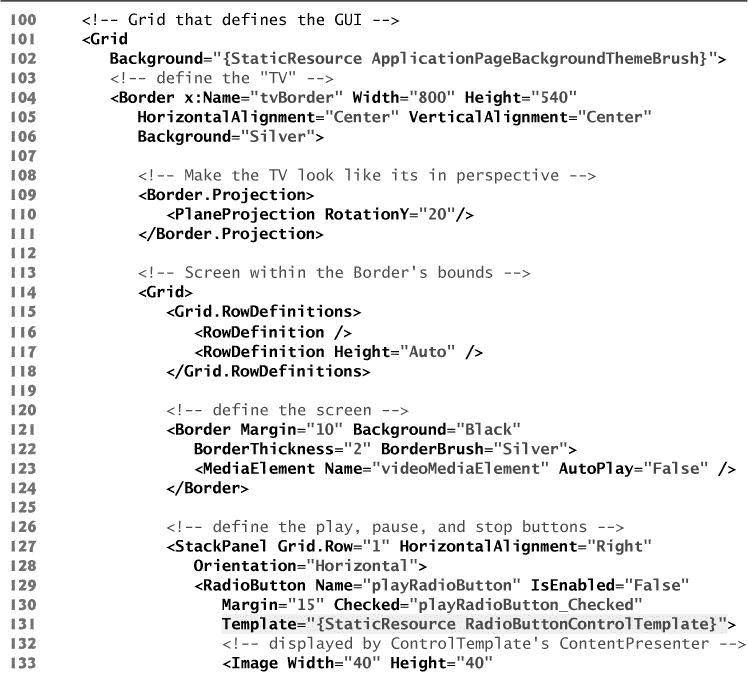 100 <!-- Grid that defines the GUI -->
101 <Grid
102 Background="{StaticResource ApplicationPageBackgroundThemeBrush}">
103 <!-- define the "TV" -->
104 <Border x:Name="tvBorder" Width="800" Height="540"
105 HorizontalAlignment="Center" VerticalAlignment="Center"
106 Background="Silver">
107
108 <!-- Make the TV look like its in perspective -->
109 <Border.Projection>
110 <PlaneProjection RotationY="20"/>
111 </Border.Projection>
112
113 <!-- Screen within the Border's bounds -->
114 <Grid>
115 <Grid.RowDefinitions>
116 <RowDefinition />
117 <RowDefinition Height="Auto" />
118 </Grid.RowDefinitions>
119
120 <!-- define the screen -->
121 <Border Margin="10" Background="Black"
122 BorderThickness="2" BorderBrush="Silver">
123 <MediaElement Name="videoMediaElement" AutoPlay="False" />
124 </Border>
125
126 <!-- define the play, pause, and stop buttons -->
127 <StackPanel Grid.Row="1" HorizontalAlignment="Right"
128 Orientation="Horizontal">
129 <RadioButton Name="playRadioButton" IsEnabled="False"
130 Margin="15" Checked="playRadioButton_Checked"
131 Template="{StaticResource RadioButtonControlTemplate}">
132 <!-- displayed by ControlTemplate's ContentPresenter -->
133 <Image Width="40" Height="40"